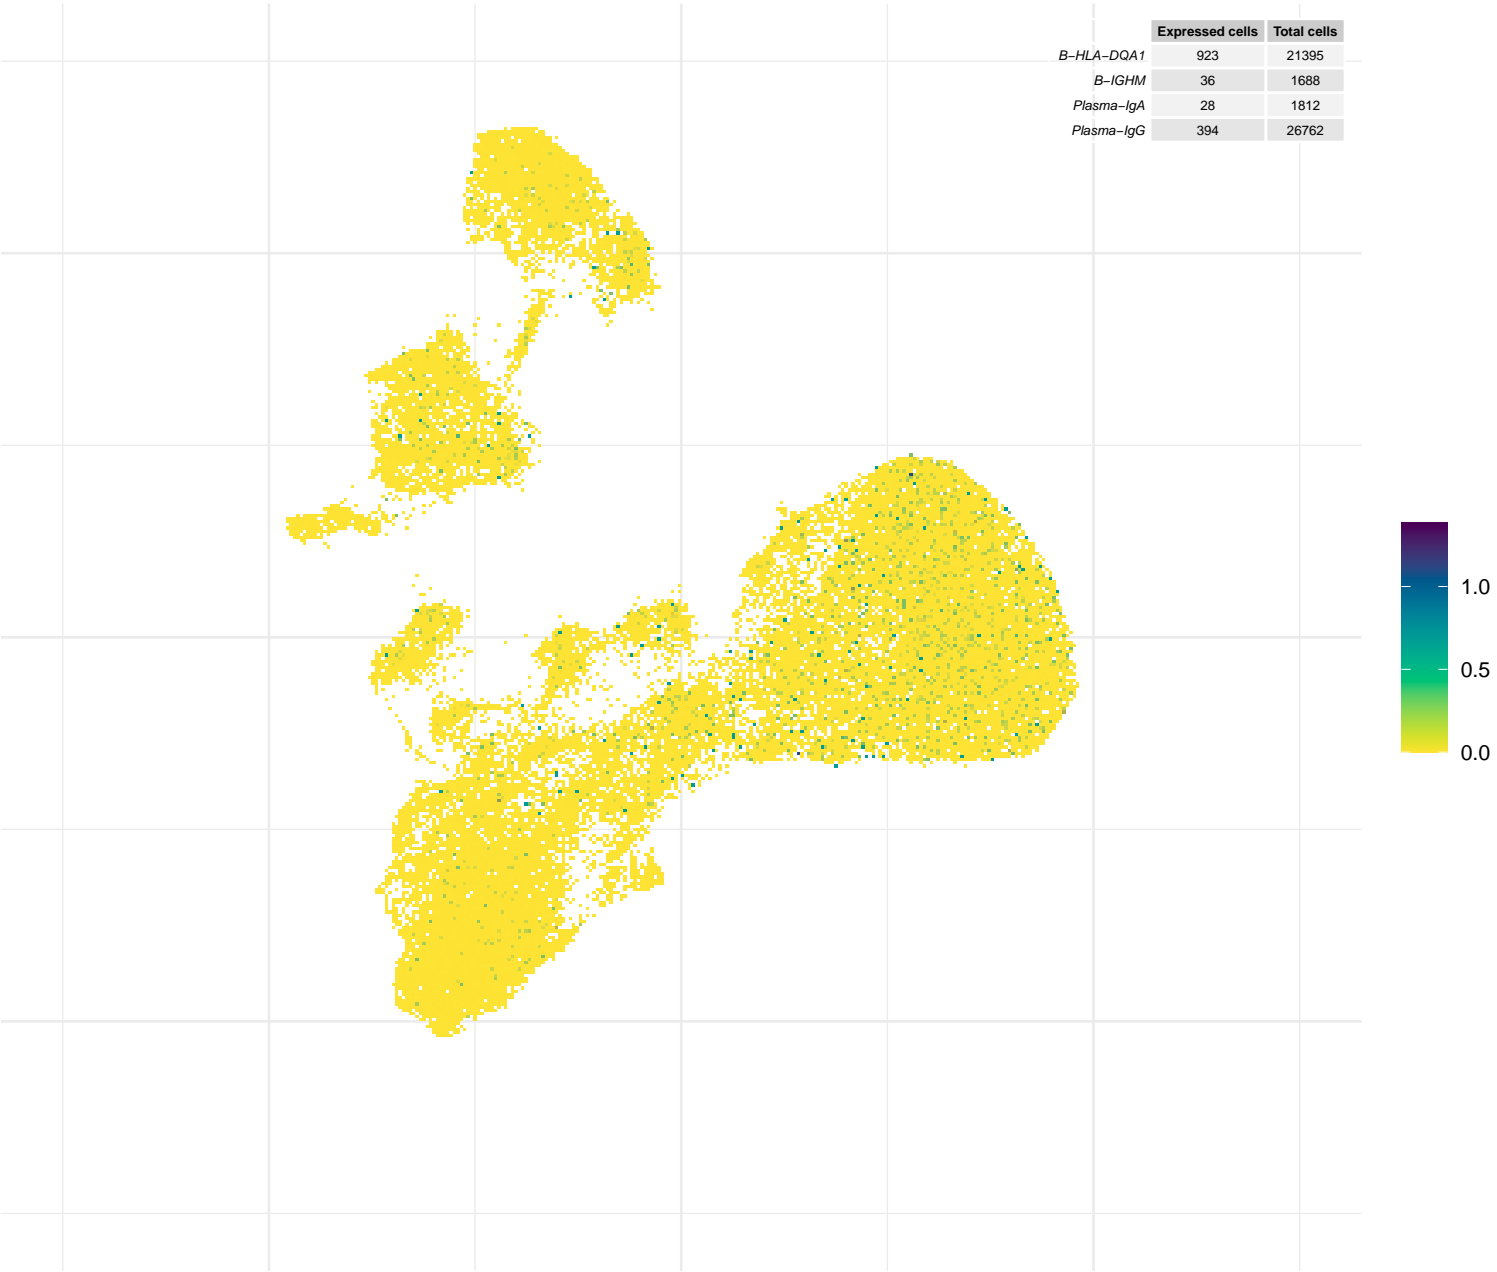 Expressed cells Total cells
B−HLA−DQA1 923 21395
B−IGHM 36 1688
Plasma−IgA 28 1812
Plasma−IgG 394 26762
1.0
0.5
0.0